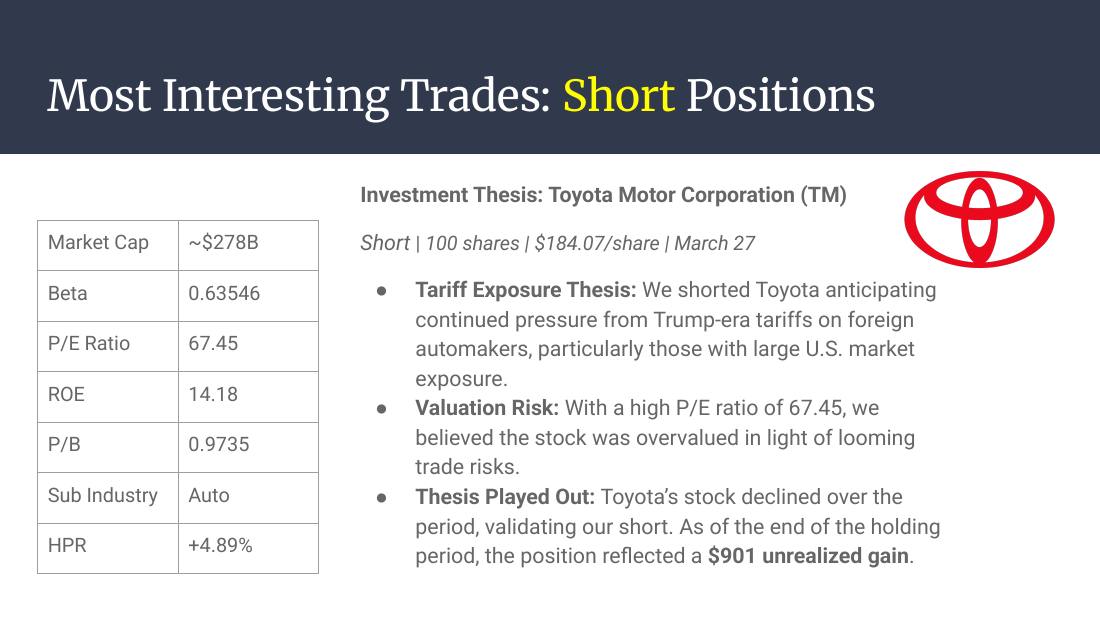 Most Interesting Trades: Short Positions
Investment Thesis: Toyota Motor Corporation (TM)
Short | 100 shares | $184.07/share | March 27
Market Cap ~$278B
Beta 0.63546
P/E Ratio 67.45
ROE 14.18
P/B 0.9735
Sub Industry Auto
HPR +4.89%
● Tariff Exposure Thesis: We shorted Toyota anticipating
continued pressure from Trump-era tariffs on foreign
automakers, particularly those with large U.S. market
exposure.
● Valuation Risk: With a high P/E ratio of 67.45, we
believed the stock was overvalued in light of looming
trade risks.
● Thesis Played Out: Toyota’s stock declined over the
period, validating our short. As of the end of the holding
period, the position reflected a $901 unrealized gain.